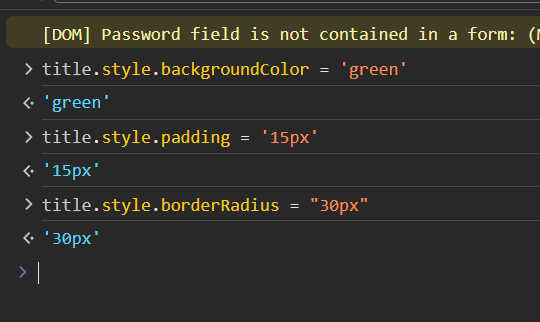 [DOM] Password field is not contained in a form: (
> title.style.backgroundColor = 'green'
'green'
> title.style.padding = '15px'
'15px'
> title.style.borderRadius = "30px"
'30px'
>